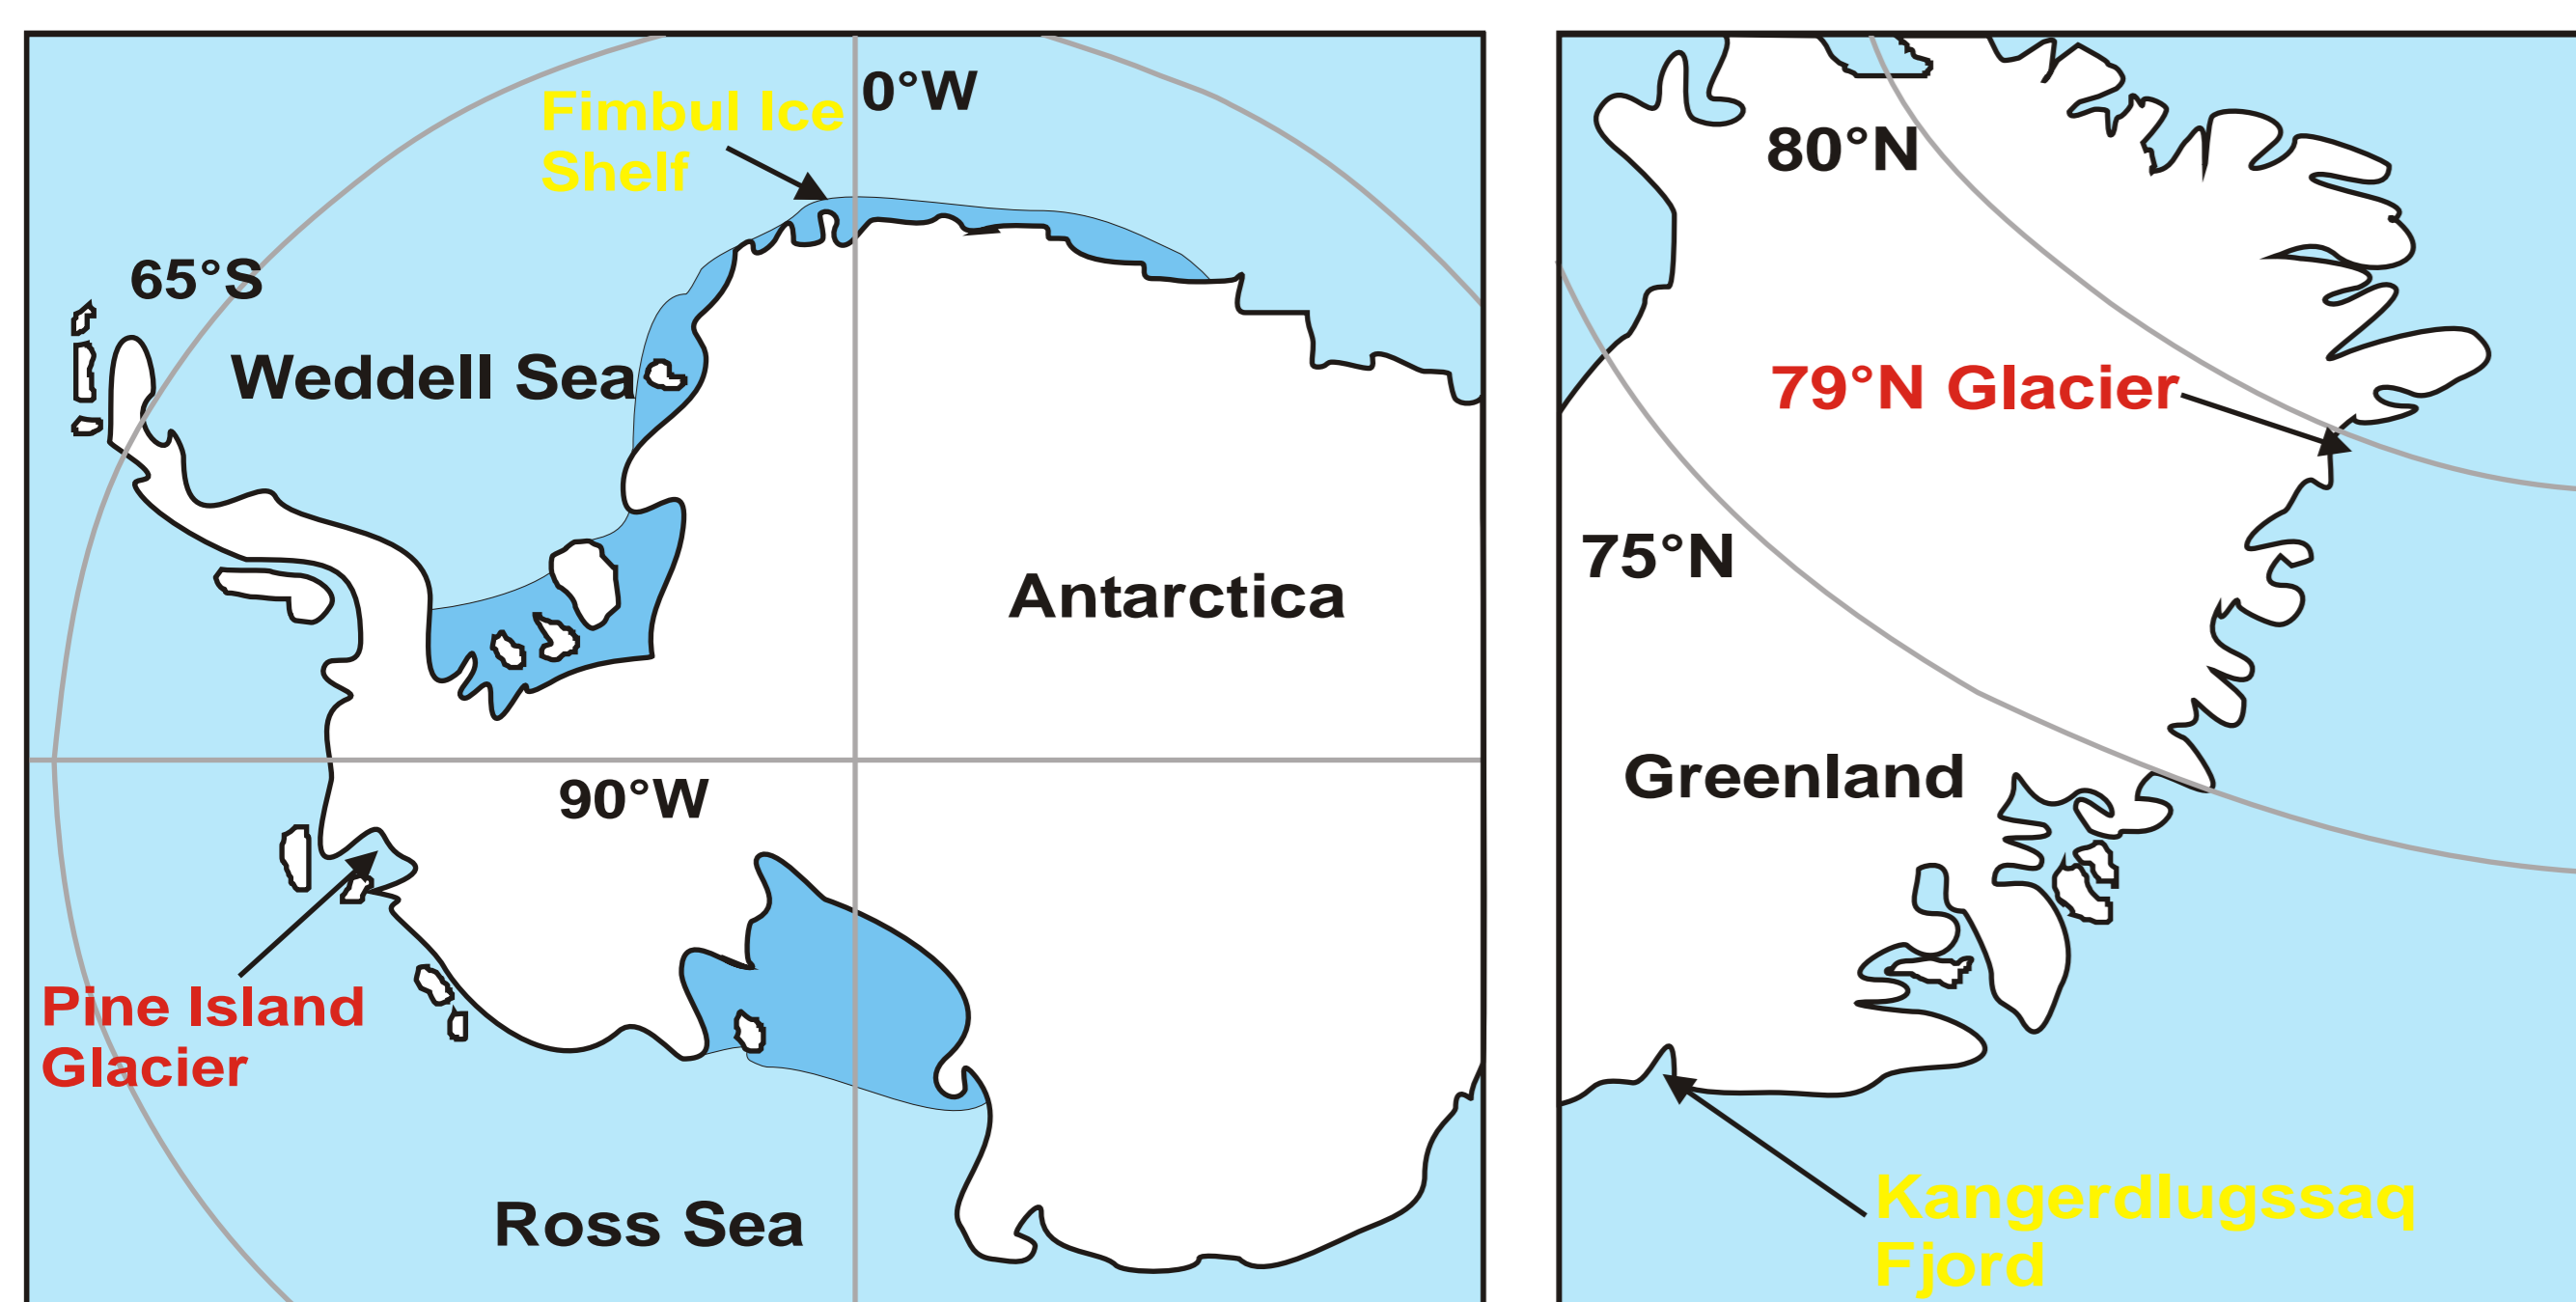 0°W
Fimbul Ice
Shelf
65°S
Weddell Sea
Antarctica
90°W
Pine Island
Glacier
Ross Sea
80°N
79°N Glacier
75°N
Greenland
Kangerdlugssaq
Fjord